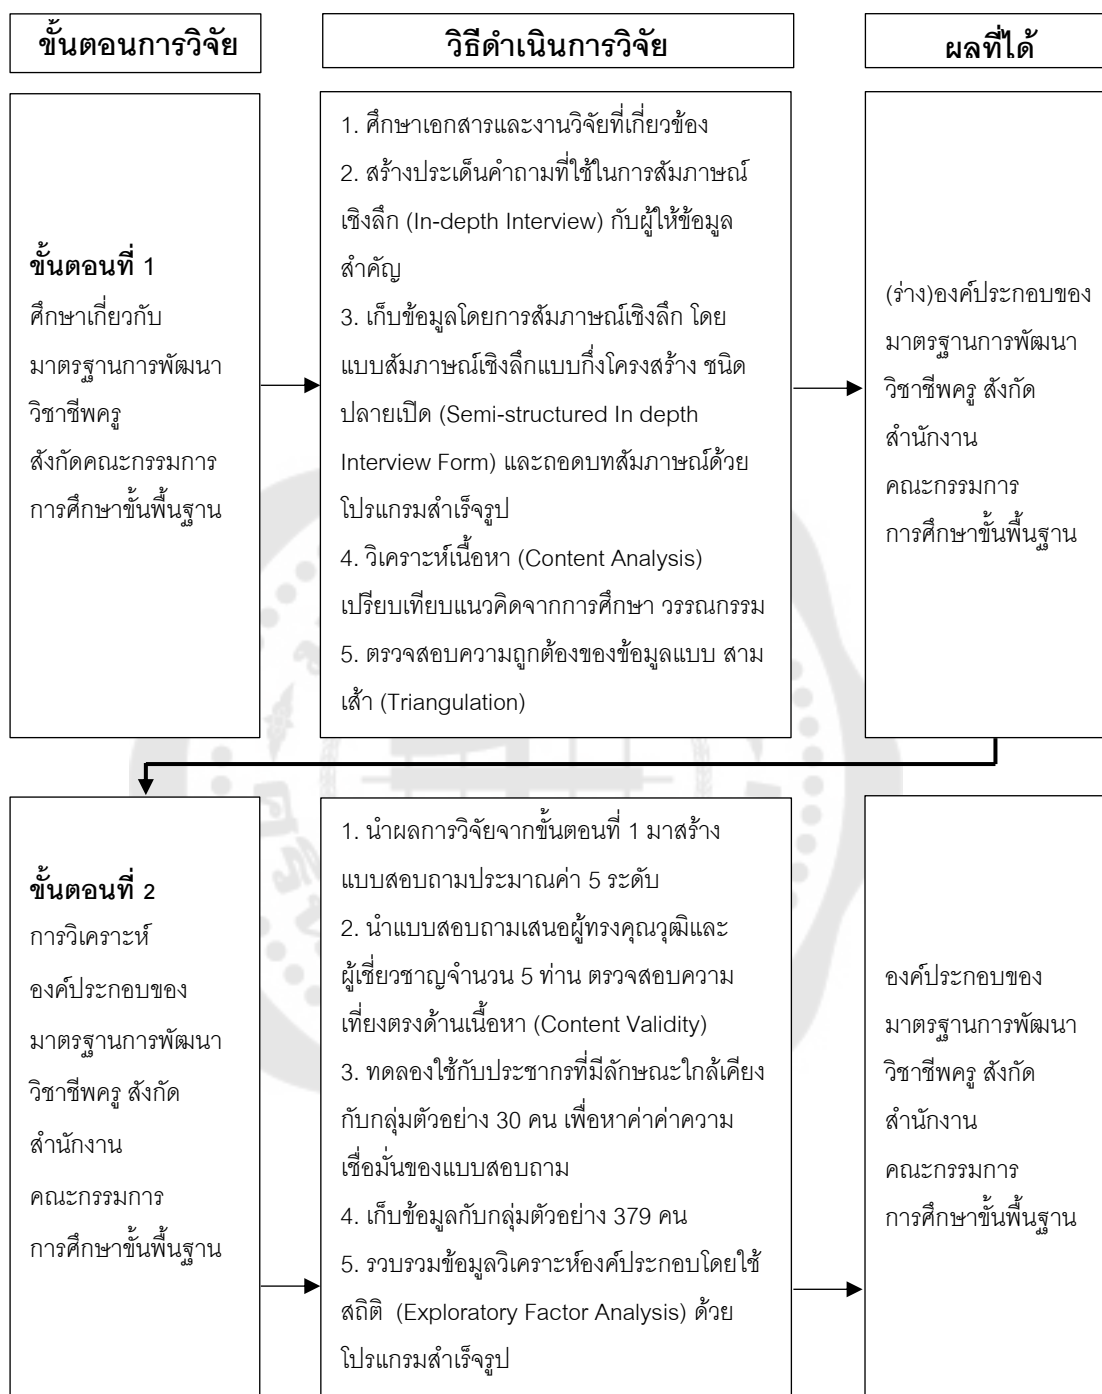 ขั้นตอนการวิจัย
วิธีดำเนินการวิจัย
ผลที่ได้
ขั้นตอนที่ 1
ศึกษาเกี่ยวกับ
มาตรฐานการพัฒนา
วิชาชีพครู
สังกัดคณะกรรมการ
การศึกษาขั้นพื้นฐาน
1. ศึกษาเอกสารและงานวิจัยที่เกี่ยวข้อง
2. สร้างประเด็นคำถามที่ใช้ในการสัมภาษณ์
เชิงลึก (In-depth Interview) กับผู้ให้ข้อมูล
สำคัญ
3. เก็บข้อมูลโดยการสัมภาษณ์เชิงลึก โดย
แบบสัมภาษณ์เชิงลึกแบบกึ่งโครงสร้าง ชนิด
ปลายเปิด (Semi-structured In depth
Interview Form) และถอดบทสัมภาษณ์ด้วย
โปรแกรมสำเร็จรูป
4. วิเคราะห์เนื้อหา (Content Analysis)
เปรียบเทียบแนวคิดจากการศึกษา วรรณกรรม
5. ตรวจสอบความถูกต้องของข้อมูลแบบ สาม
เส้า (Triangulation)
(ร่าง)องค์ประกอบของ
มาตรฐานการพัฒนา
วิชาชีพครู สังกัด
สำนักงาน
คณะกรรมการ
การศึกษาขั้นพื้นฐาน
ขั้นตอนที่ 2
การวิเคราะห์
องค์ประกอบของ
มาตรฐานการพัฒนา
วิชาชีพครู สังกัด
สำนักงาน
คณะกรรมการ
การศึกษาขั้นพื้นฐาน
1. นำผลการวิจัยจากขั้นตอนที่ 1 มาสร้าง
แบบสอบถามประมาณค่า 5 ระดับ
2. นำแบบสอบถามเสนอผู้ทรงคุณวุฒิและ
ผู้เชี่ยวชาญจำนวน 5 ท่าน ตรวจสอบความ
เที่ยงตรงด้านเนื้อหา (Content Validity)
3. ทดลองใช้กับประชากรที่มีลักษณะใกล้เคียง
กับกลุ่มตัวอย่าง 30 คน เพื่อหาค่าค่าความ
เชื่อมั่นของแบบสอบถาม
4. เก็บข้อมูลกับกลุ่มตัวอย่าง 379 คน
5. รวบรวมข้อมูลวิเคราะห์องค์ประกอบโดยใช้
สถิติ (Exploratory Factor Analysis) ด้วย
โปรแกรมสำเร็จรูป
องค์ประกอบของ
มาตรฐานการพัฒนา
วิชาชีพครู สังกัด
สำนักงาน
คณะกรรมการ
การศึกษาขั้นพื้นฐาน